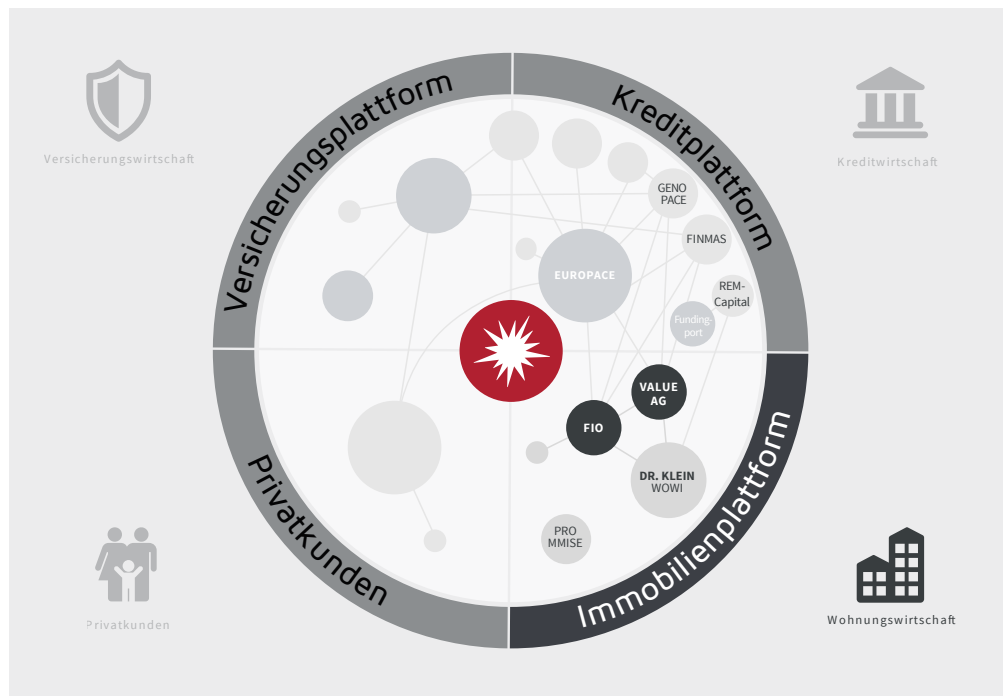 Versicherungsplattform
Kreditplattform
Versicherungswirtschaft
Kreditwirtschaft
GENO
PACE
FINMAS
EUROPACE
REM-
Capital
Funding-
port
VALUE
AG
FIO
DR. KLEIN
WOWI
PRO
MMISE
Privatkunden
Immobilienplattform
Privatkunden
Wohnungswirtschaft